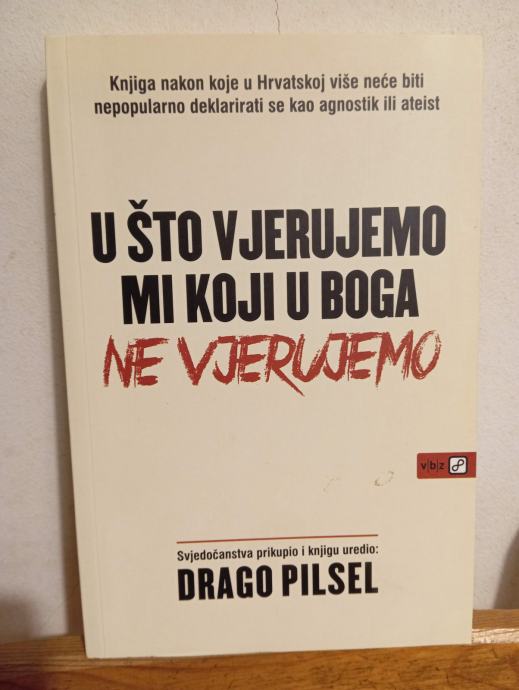 Knjiga nakon koje u Hrvatskoj više neće biti
nepopularno deklarirati se kao agnostik ili ateist
U ŠTO VJERUJEMO
MI KOJI U BOGA
NE VJERUJEMO
v|b|z
Svjedočanstva prikupio i knjigu uredio:
DRAGO PILSEL